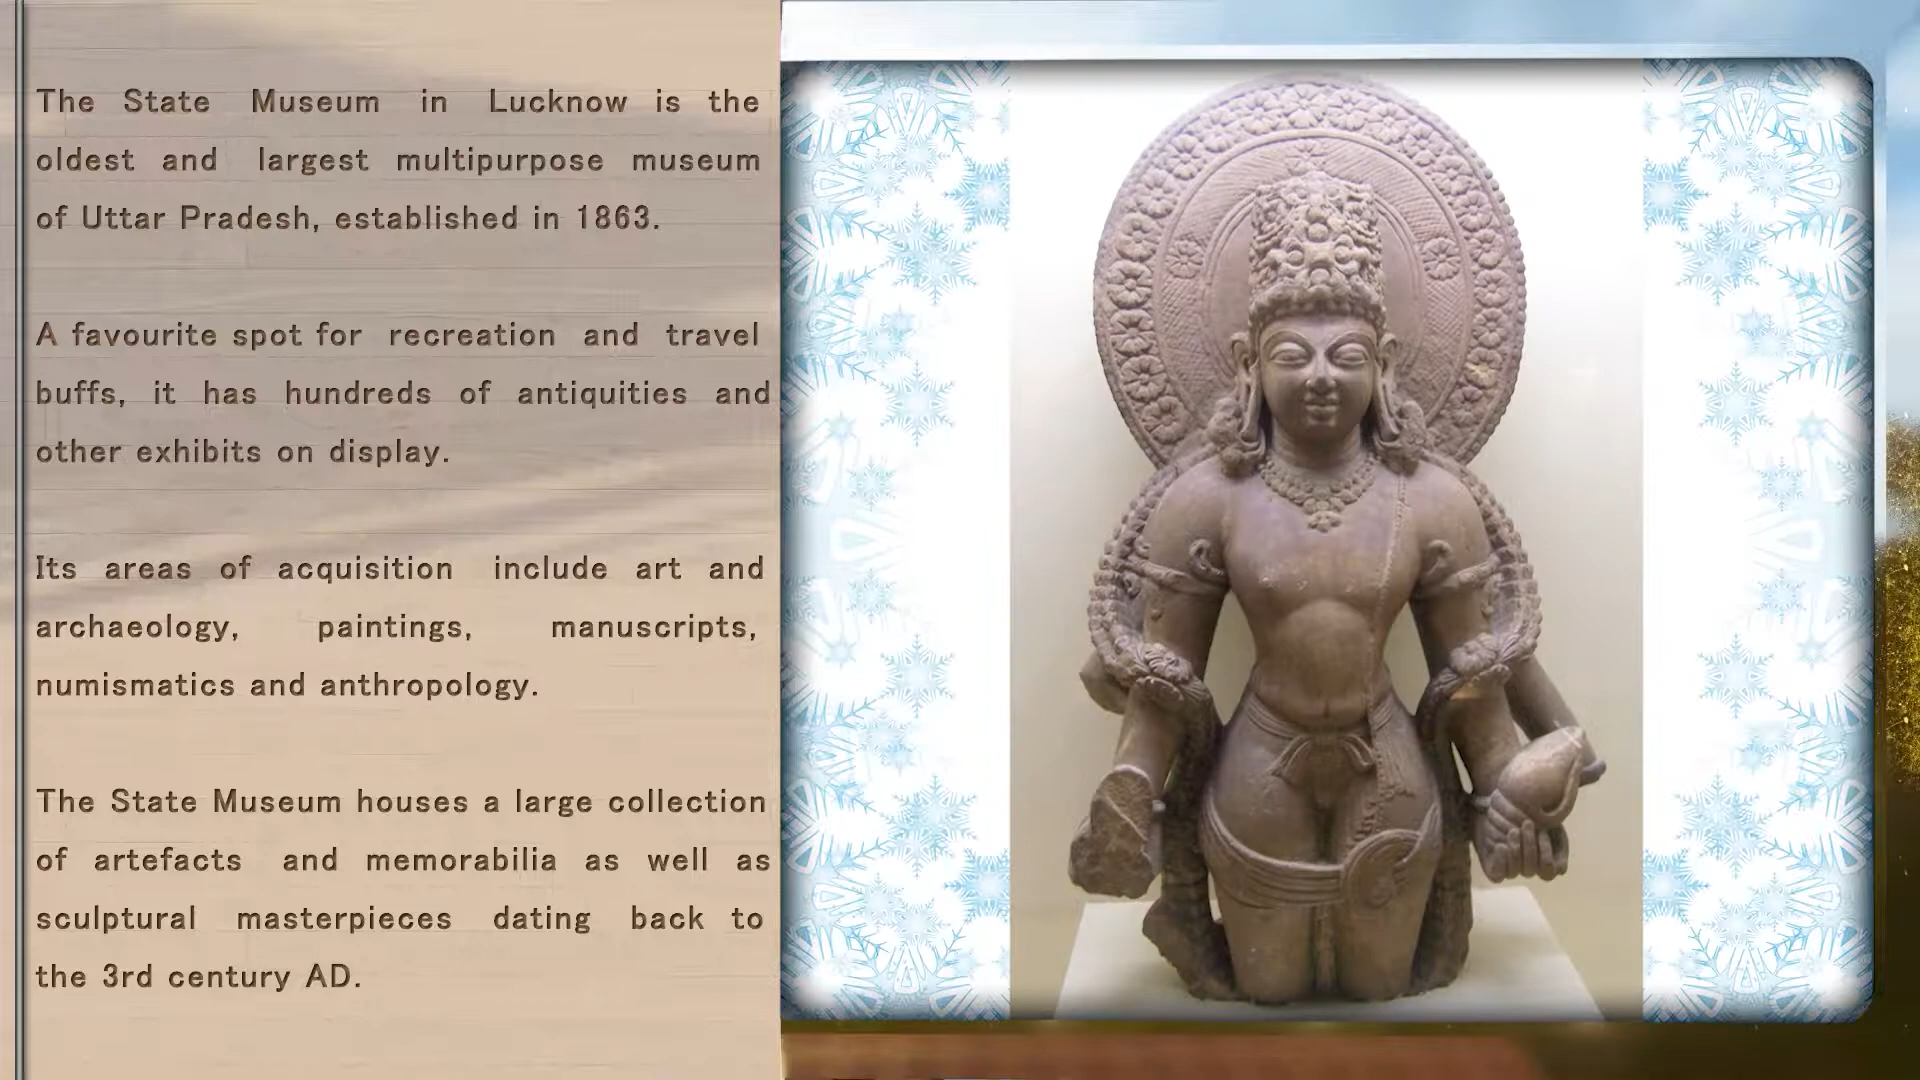 The State Museum in Lucknow is the
oldest and largest multipurpose museum
of Uttar Pradesh, established in 1863.
A favourite spot for recreation and travel
buffs, it has hundreds of antiquities and
other exhibits on display.
Its areas of acquisition include art and
archaeology, paintings, manuscripts,
numismatics and anthropology.
The State Museum houses a large collection
of artefacts and memorabilia as well as
sculptural masterpieces dating back to
the 3rd century AD.